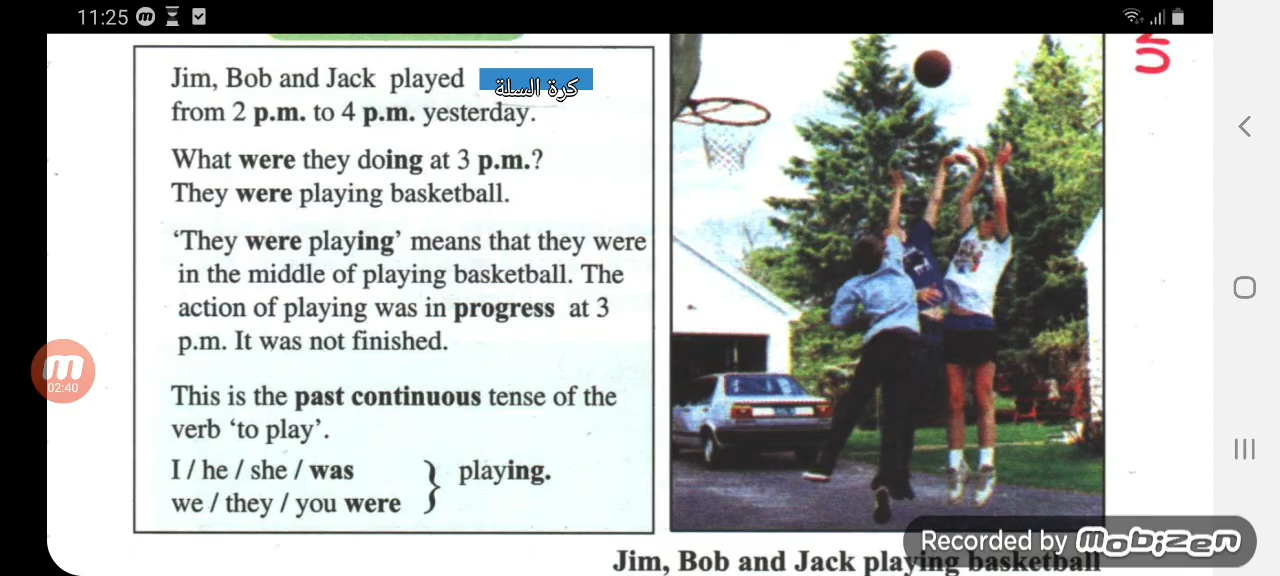 11:25
Jim, Bob and Jack played كرة السلة
from 2 p.m. to 4 p.m. yesterday.
What were they doing at 3 p.m.?
They were playing basketball.
‘They were playing’ means that they were
in the middle of playing basketball. The
action of playing was in progress at 3
p.m. It was not finished.
This is the past continuous tense of the
verb ‘to play’.
I / he / she / was
we / they / you were } playing.
02:40
Jim, Bob and Jack playing basketball
Recorded by mobizen